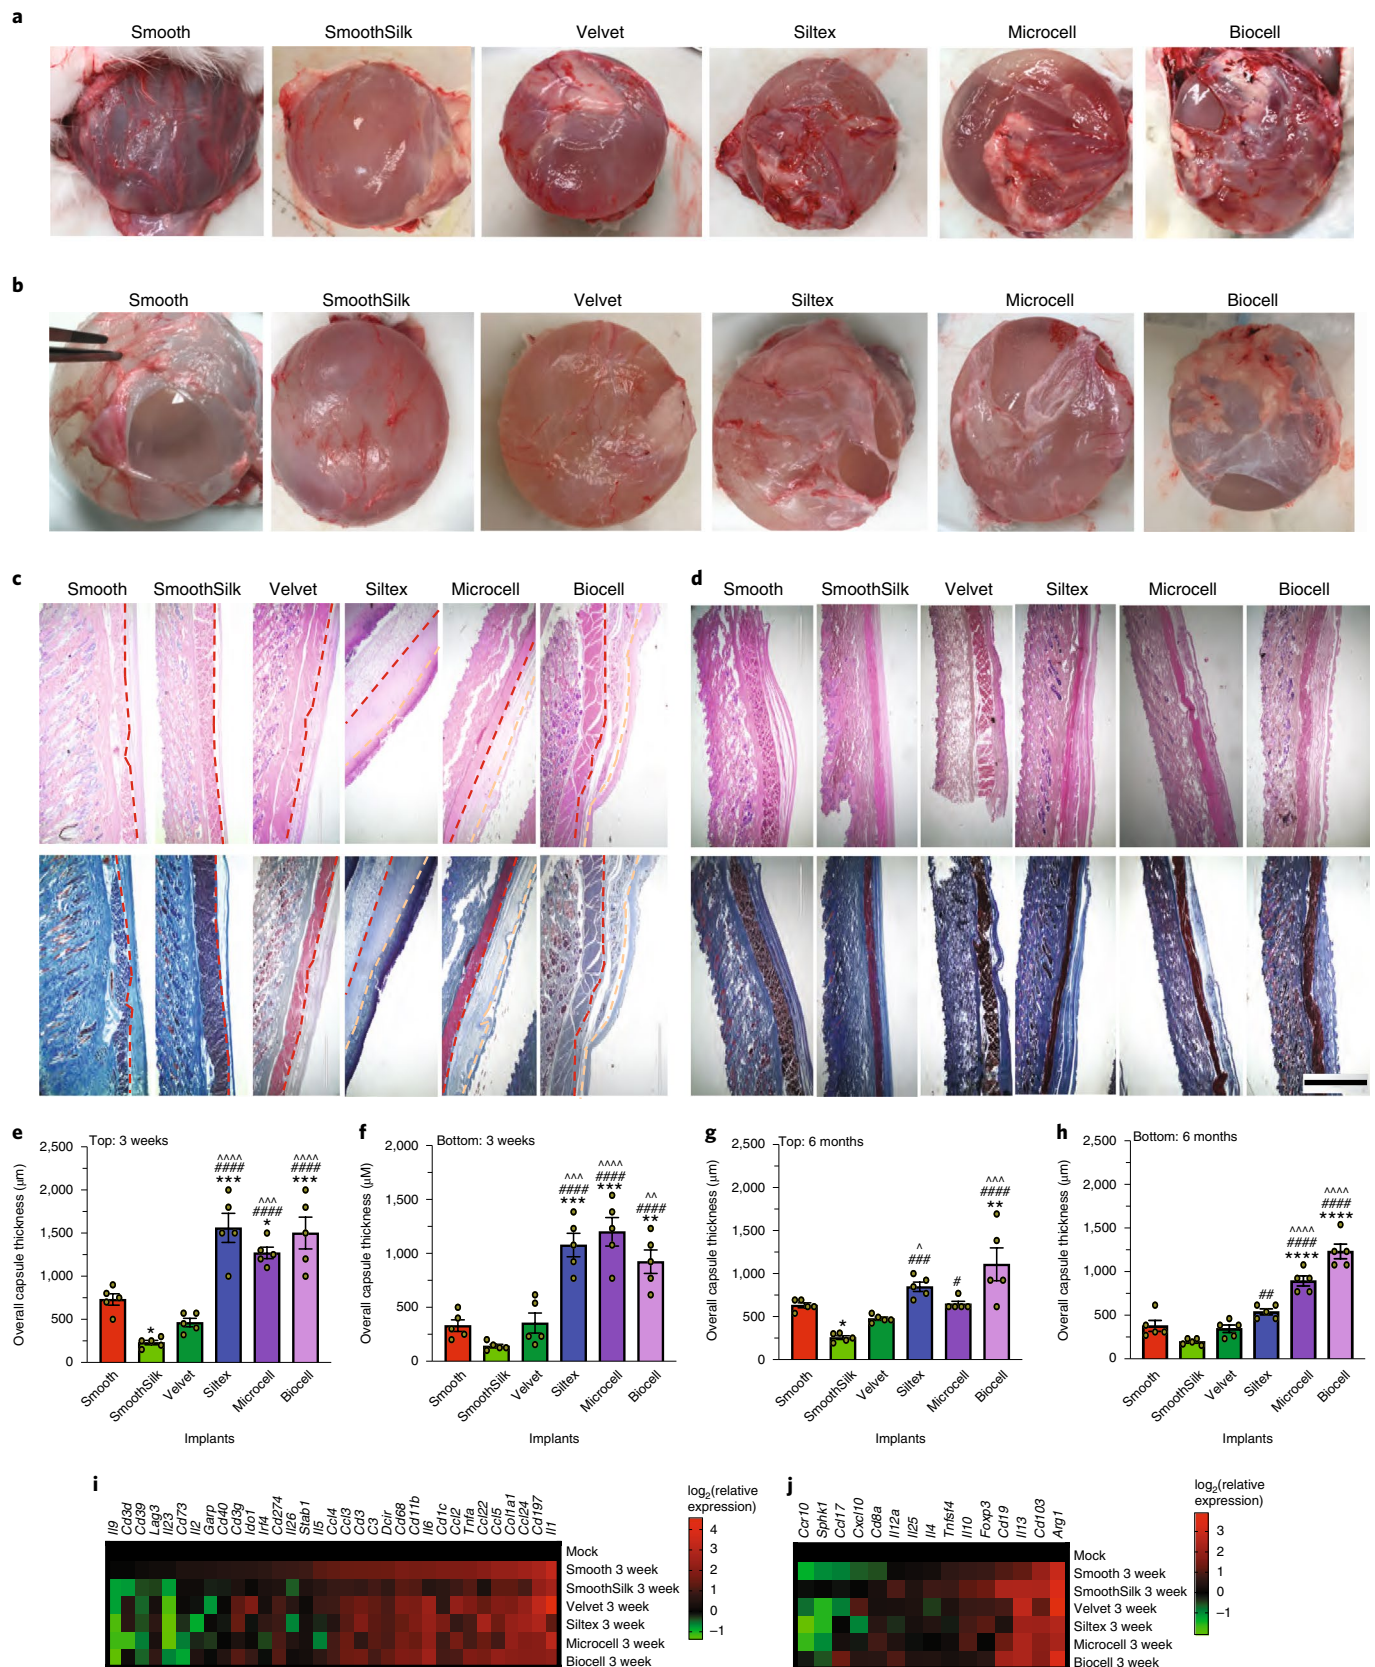 a
Smooth SmoothSilk Velvet Siltex Microcell Biocell
b
Smooth SmoothSilk Velvet Siltex Microcell Biocell
c
Smooth SmoothSilk Velvet Siltex Microcell Biocell
d
Smooth SmoothSilk Velvet Siltex Microcell Biocell
e
Top: 3 weeks
Overall capsule thickness (μm)
2,500
2,000
1,500
1,000
500
0
*
^^^^
####
***
^^^
####
*
^^^^
####
***
Smooth SmoothSilk Velvet Siltex Microcell Biocell
Implants
f
Bottom: 3 weeks
Overall capsule thickness (μM)
2,000
1,500
1,000
500
0
^^^
####
***
^^^^
####
***
^^
####
**
Smooth SmoothSilk Velvet Siltex Microcell Biocell
Implants
g
Top: 6 months
Overall capsule thickness (μm)
2,500
2,000
1,500
1,000
500
0
*
^
###
#
^^^
####
**
Smooth SmoothSilk Velvet Siltex Microcell Biocell
Implants
h
Bottom: 6 months
Overall capsule thickness (μm)
2,500
2,000
1,500
1,000
500
0
##
^^^^
####
****
^^^^
####
****
Smooth SmoothSilk Velvet Siltex Microcell Biocell
Implants
i
Il9 Cd3d Cd39 Lag3 Il23 Cd73 Il2 Garp Cd40 Cd3g Ido1 Irf4 Cd274 Il26 Stab1 Il5 Ccl4 Ccl3 Cd3 C3 Dcir Cd68 Cd11b Il6 Cd1c Ccl2 Tnfa Ccl22 Ccl5 Col1a1 Ccl24 Cd197 Il1
Mock
Smooth 3 week
SmoothSilk 3 week
Velvet 3 week
Siltex 3 week
Microcell 3 week
Biocell 3 week
log2(relative
expression)
4
3
2
1
0
−1
j
Ccr10 Sphk1 Ccl17 Cxcl10 Cd8a Il12a Il25 Il4 Tnfsf4 Il10 Foxp3 Cd19 Il13 Cd103 Arg1
Mock
Smooth 3 week
SmoothSilk 3 week
Velvet 3 week
Siltex 3 week
Microcell 3 week
Biocell 3 week
log2(relative
expression)
3
2
1
0
−1